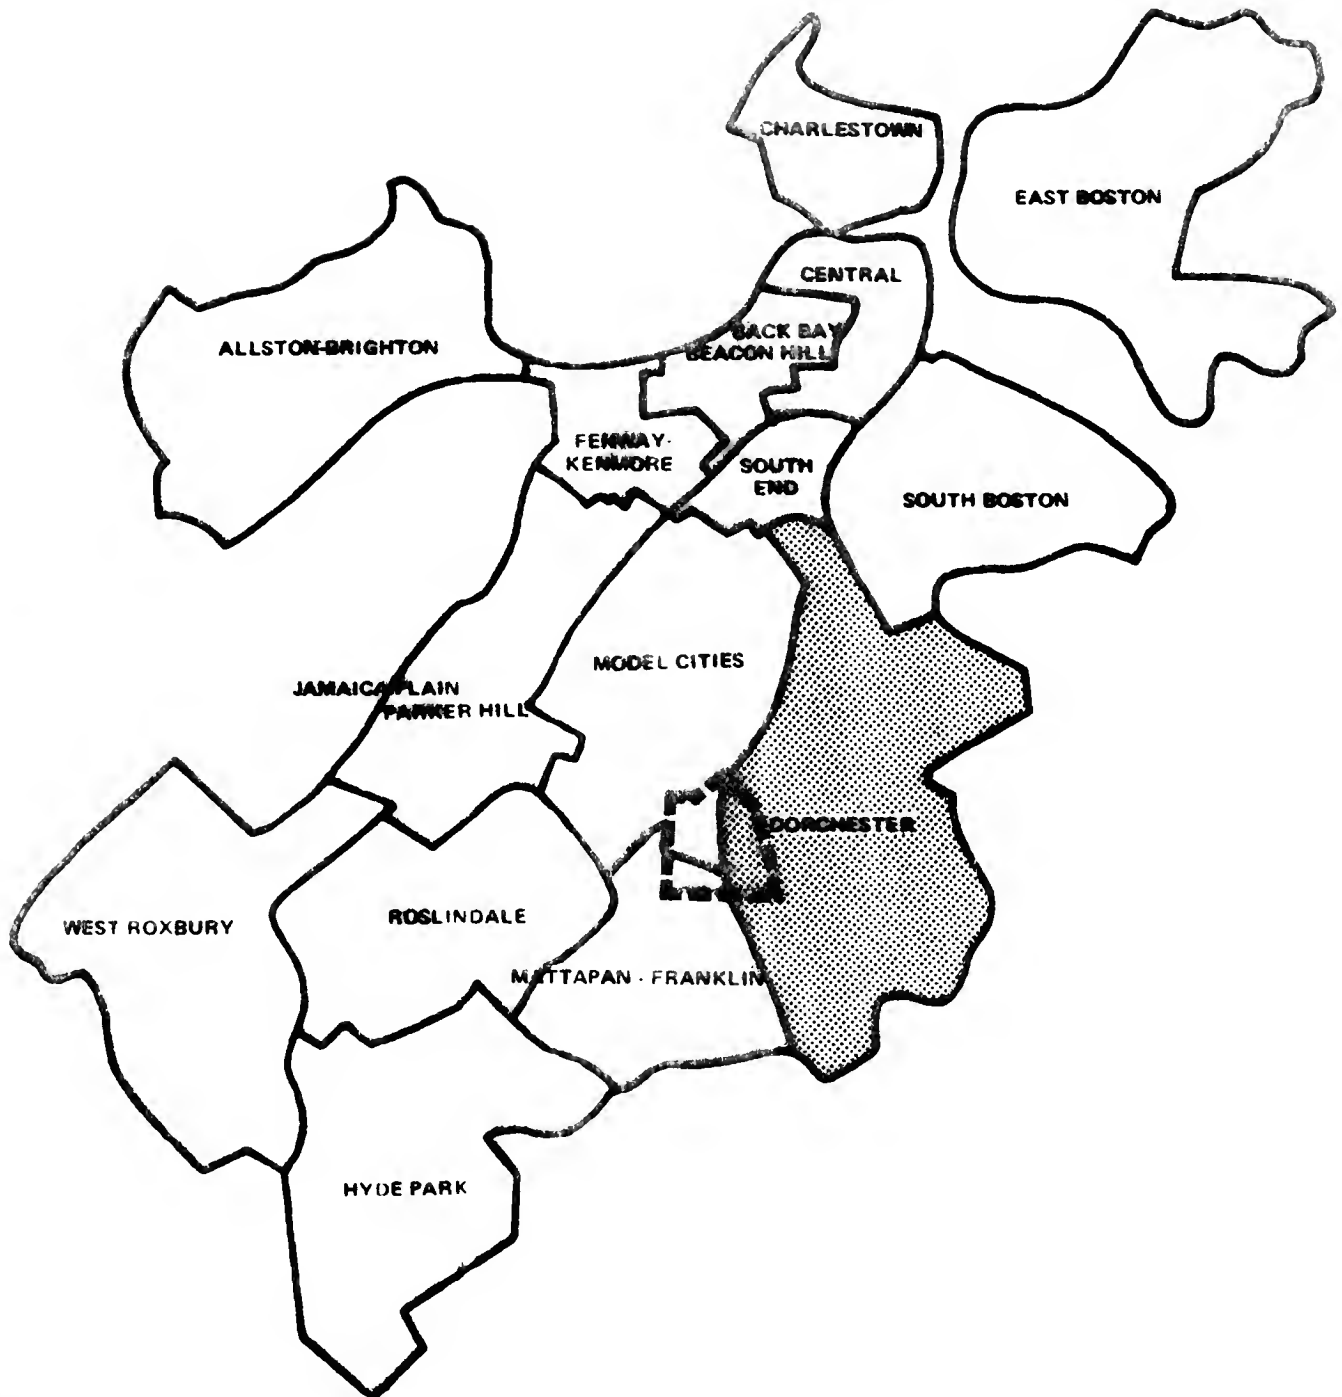 CHARLESTOWN
EAST BOSTON
CENTRAL
BACK BAY
BEACON HILL
ALLSTON-BRIGHTON
FENWAY-
KENMORE
SOUTH
END
SOUTH BOSTON
MODEL CITIES
JAMAICA PLAIN
PARKER HILL
DORCHESTER
WEST ROXBURY
ROSLINDALE
MATTAPAN - FRANKLIN
HYDE PARK